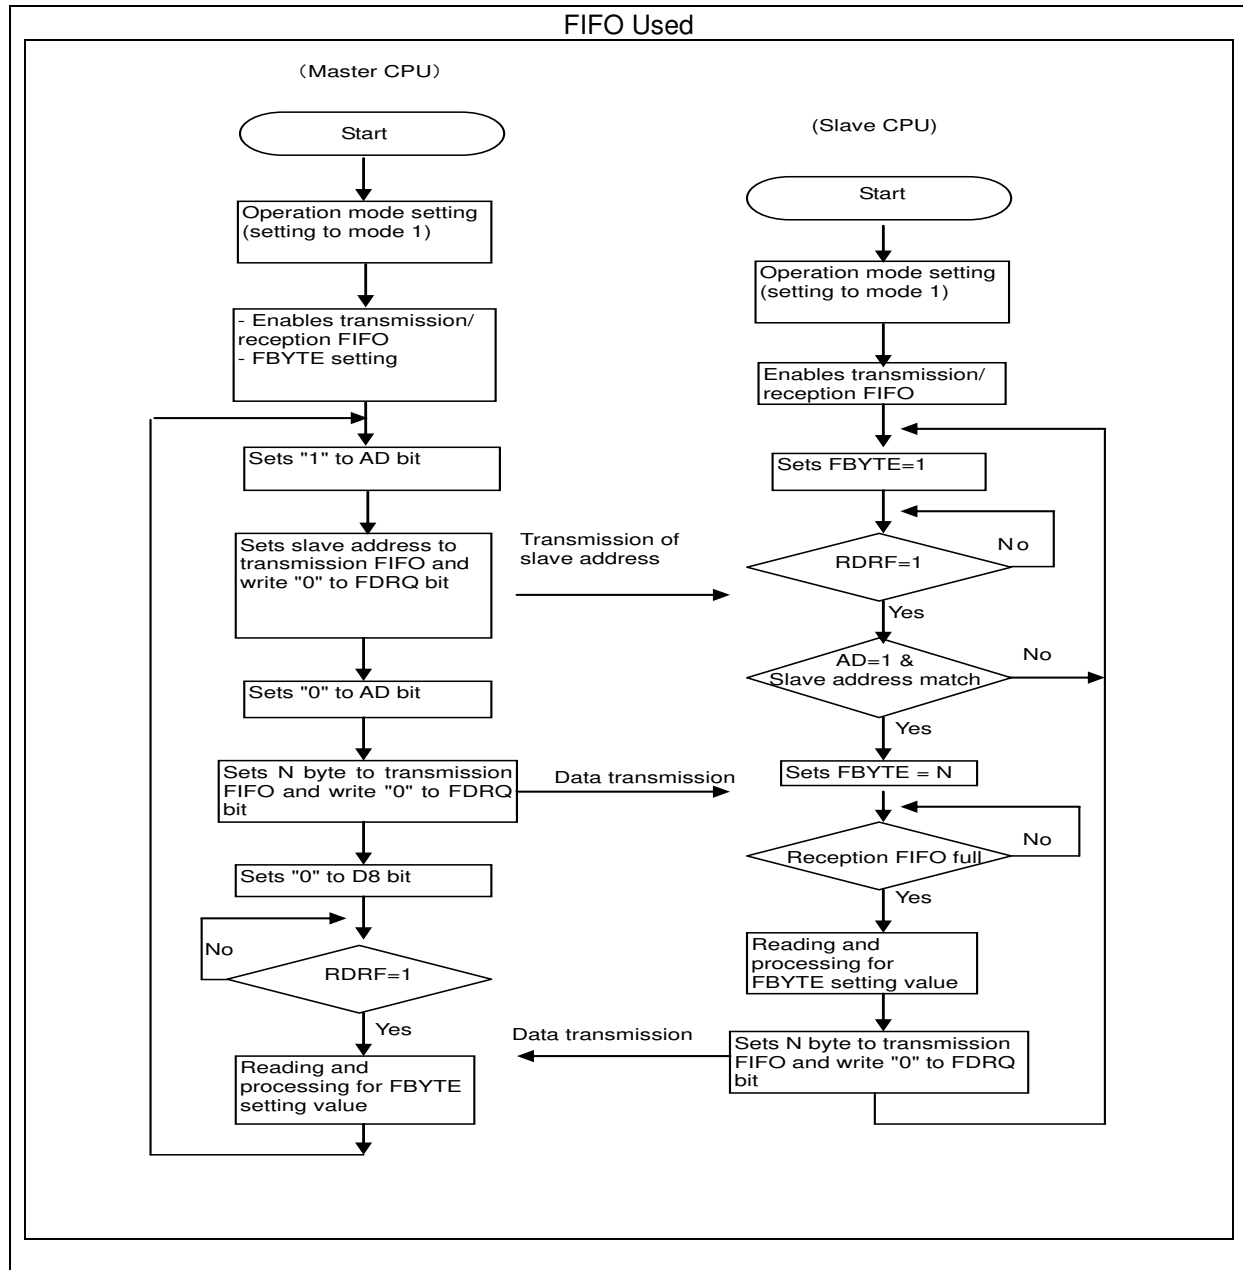 FIFO Used
（Master CPU）
Start
Operation mode setting
(setting to mode 1)
- Enables transmission/
reception FIFO
- FBYTE setting
Sets "1" to AD bit
Sets slave address to
transmission FIFO and
write "0" to FDRQ bit
Transmission of
slave address
Sets "0" to AD bit
Sets N byte to transmission
FIFO and write "0" to FDRQ
bit
Data transmission
Sets "0" to D8 bit
No
RDRF=1
Yes
Reading and
processing for FBYTE
setting value
(Slave CPU)
Start
Operation mode setting
(setting to mode 1)
Enables transmission/
reception FIFO
Sets FBYTE=1
RDRF=1
No
Yes
AD=1 &
Slave address match
No
Yes
Sets FBYTE = N
Reception FIFO full
No
Yes
Reading and
processing for
FBYTE setting value
Data transmission
Sets N byte to transmission
FIFO and write "0" to FDRQ
bit